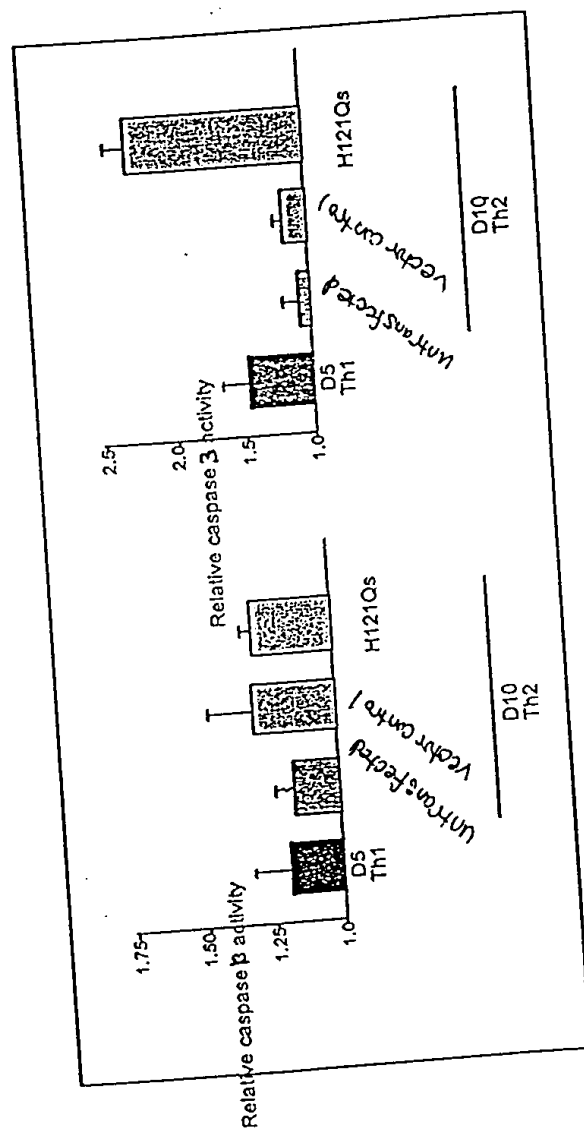 Relative caspase 3 activity
1.75
1.50
1.25
1.0
D5
Th1
untransfected
vector control
H121Qs
D10
Th2
Relative caspase 3 activity
2.5
2.0
1.5
1.0
D5
Th1
untransfected
vector control
H121Qs
D10
Th2